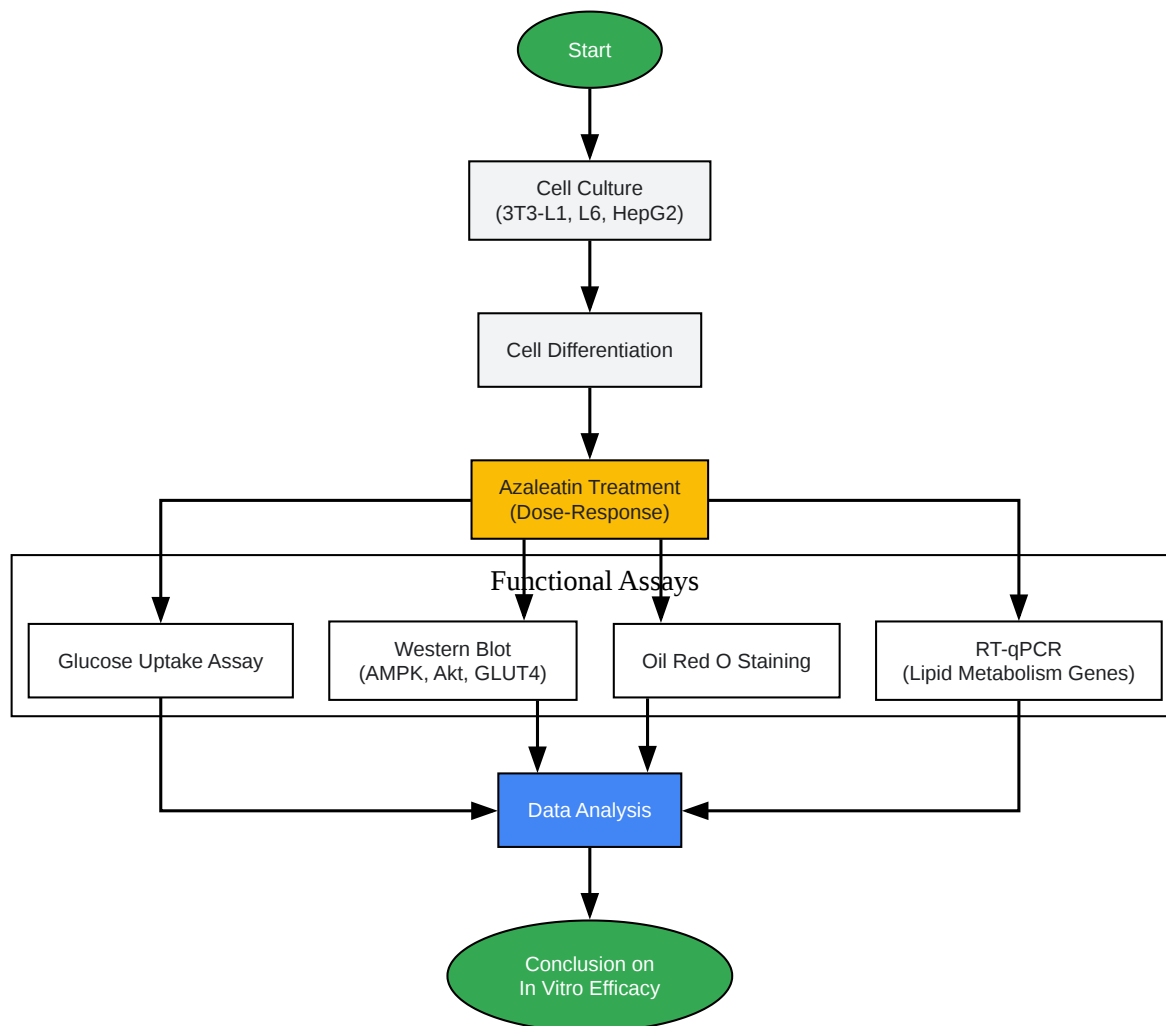 Start
Cell Culture
(3T3-L1, L6, HepG2)
Cell Differentiation
Azaleatin Treatment
(Dose-Response)
Functional Assays
Glucose Uptake Assay
Western Blot
(AMPK, Akt, GLUT4)
Oil Red O Staining
RT-qPCR
(Lipid Metabolism Genes)
Data Analysis
Conclusion on
In Vitro Efficacy